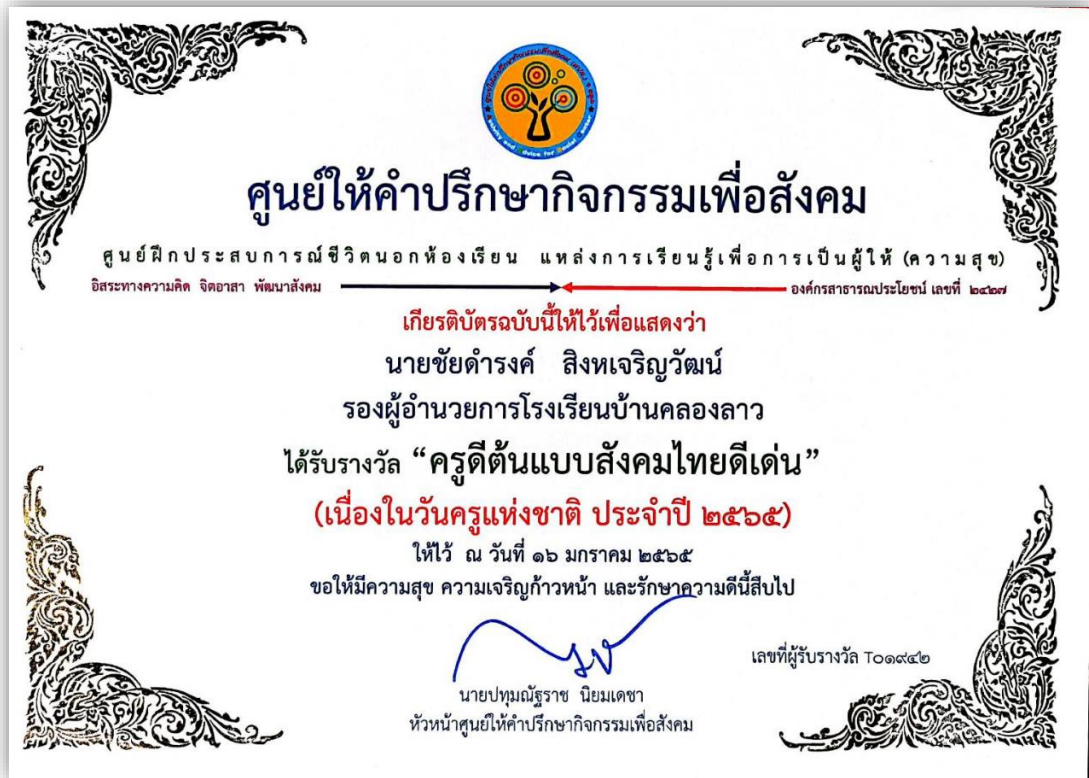 ศูนย์ให้คำปรึกษากิจกรรมเพื่อสังคม
ศูนย์ฝึกประสบการณ์ชีวิตนอกห้องเรียน แหล่งการเรียนรู้เพื่อการเป็นผู้ให้ (ความสุข)
อิสระทางความคิด จิตอาสา พัฒนาสังคม องค์กรสาธารณประโยชน์ เลขที่ ๒๔๒๗
เกียรติบัตรฉบับนี้ให้ไว้เพื่อแสดงว่า
นายชัยดำรงค์ สิงหเจริญวัฒน์
รองผู้อำนวยการโรงเรียนบ้านคลองลาว
ได้รับรางวัล “ครูดีต้นแบบสังคมไทยดีเด่น”
(เนื่องในวันครูแห่งชาติ ประจำปี ๒๕๖๕)
ให้ไว้ ณ วันที่ ๑๖ มกราคม ๒๕๖๕
ขอให้มีความสุข ความเจริญก้าวหน้า และรักษาความดีนี้สืบไป
เลขที่ผู้รับรางวัล T๐๑๙๔๒
นายปทุมณัฐราช นิยมเดชา
หัวหน้าศูนย์ให้คำปรึกษากิจกรรมเพื่อสังคม